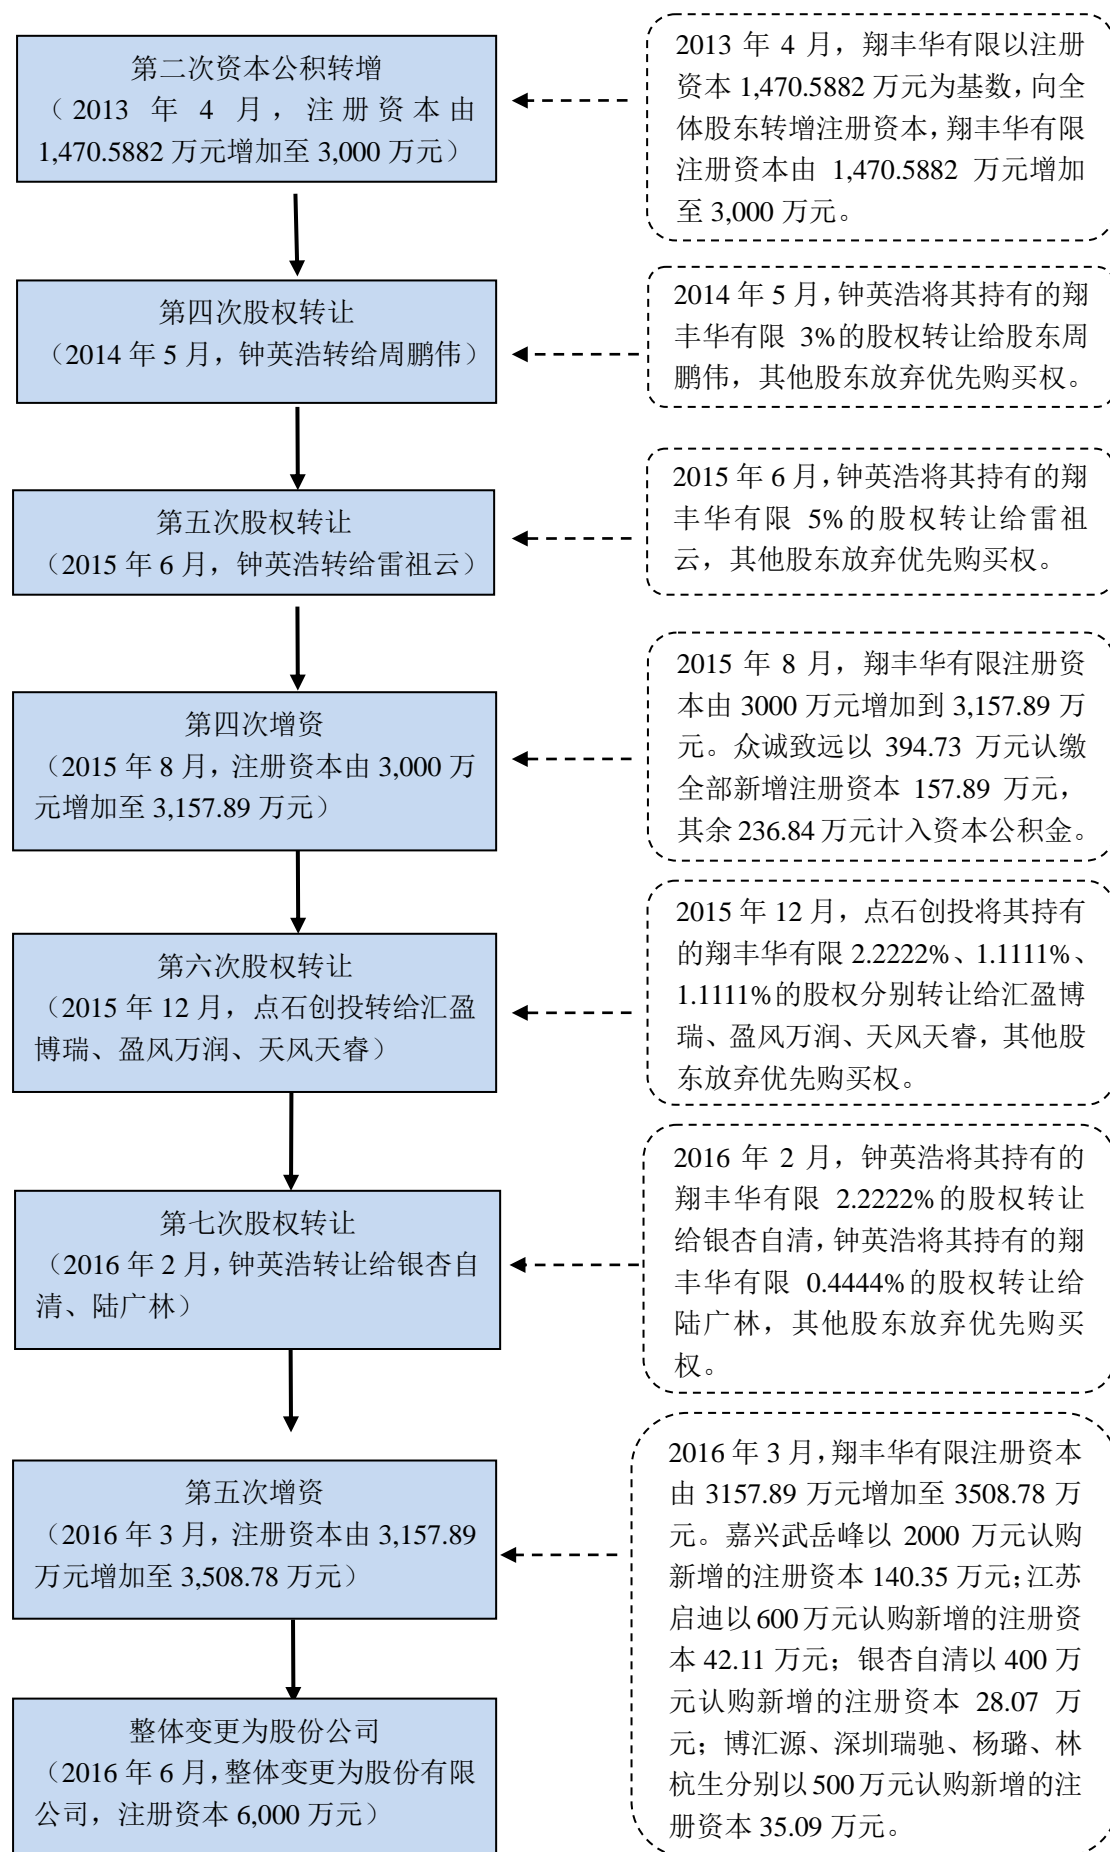 第二次资本公积转增
（2013 年 4 月，注册资本由
1,470.5882 万元增加至 3,000 万元）
2013 年 4 月，翔丰华有限以注册
资本 1,470.5882 万元为基数，向全
体股东转增注册资本，翔丰华有限
注册资本由 1,470.5882 万元增加
至 3,000 万元。
第四次股权转让
（2014 年 5 月，钟英浩转给周鹏伟）
2014 年 5 月，钟英浩将其持有的翔
丰华有限 3%的股权转让给股东周
鹏伟，其他股东放弃优先购买权。
第五次股权转让
（2015 年 6 月，钟英浩转给雷祖云）
2015 年 6 月，钟英浩将其持有的翔
丰华有限 5%的股权转让给雷祖
云，其他股东放弃优先购买权。
第四次增资
（2015 年 8 月，注册资本由 3,000 万
元增加至 3,157.89 万元）
2015 年 8 月，翔丰华有限注册资
本由 3000 万元增加到 3,157.89 万
元。众诚致远以 394.73 万元认缴
全部新增注册资本 157.89 万元，
其余 236.84 万元计入资本公积金。
第六次股权转让
（2015 年 12 月，点石创投转给汇盈
博瑞、盈风万润、天风天睿）
2015 年 12 月，点石创投将其持有
的翔丰华有限 2.2222%、1.1111%、
1.1111%的股权分别转让给汇盈博
瑞、盈风万润、天风天睿，其他股
东放弃优先购买权。
第七次股权转让
（2016 年 2 月，钟英浩转让给银杏自
清、陆广林）
2016 年 2 月，钟英浩将其持有的
翔丰华有限 2.2222%的股权转让
给银杏自清，钟英浩将其持有的翔
丰华有限 0.4444%的股权转让给
陆广林，其他股东放弃优先购买
权。
第五次增资
（2016 年 3 月，注册资本由 3,157.89
万元增加至 3,508.78 万元）
2016 年 3 月，翔丰华有限注册资本
由 3157.89 万元增加至 3508.78 万
元。嘉兴武岳峰以 2000 万元认购
新增的注册资本 140.35 万元；江苏
启迪以 600 万元认购新增的注册资
本 42.11 万元；银杏自清以 400 万
元认购新增的注册资本 28.07 万
元；博汇源、深圳瑞驰、杨璐、林
杭生分别以 500 万元认购新增的注
册资本 35.09 万元。
整体变更为股份公司
（2016 年 6 月，整体变更为股份有限
公司，注册资本 6,000 万元）